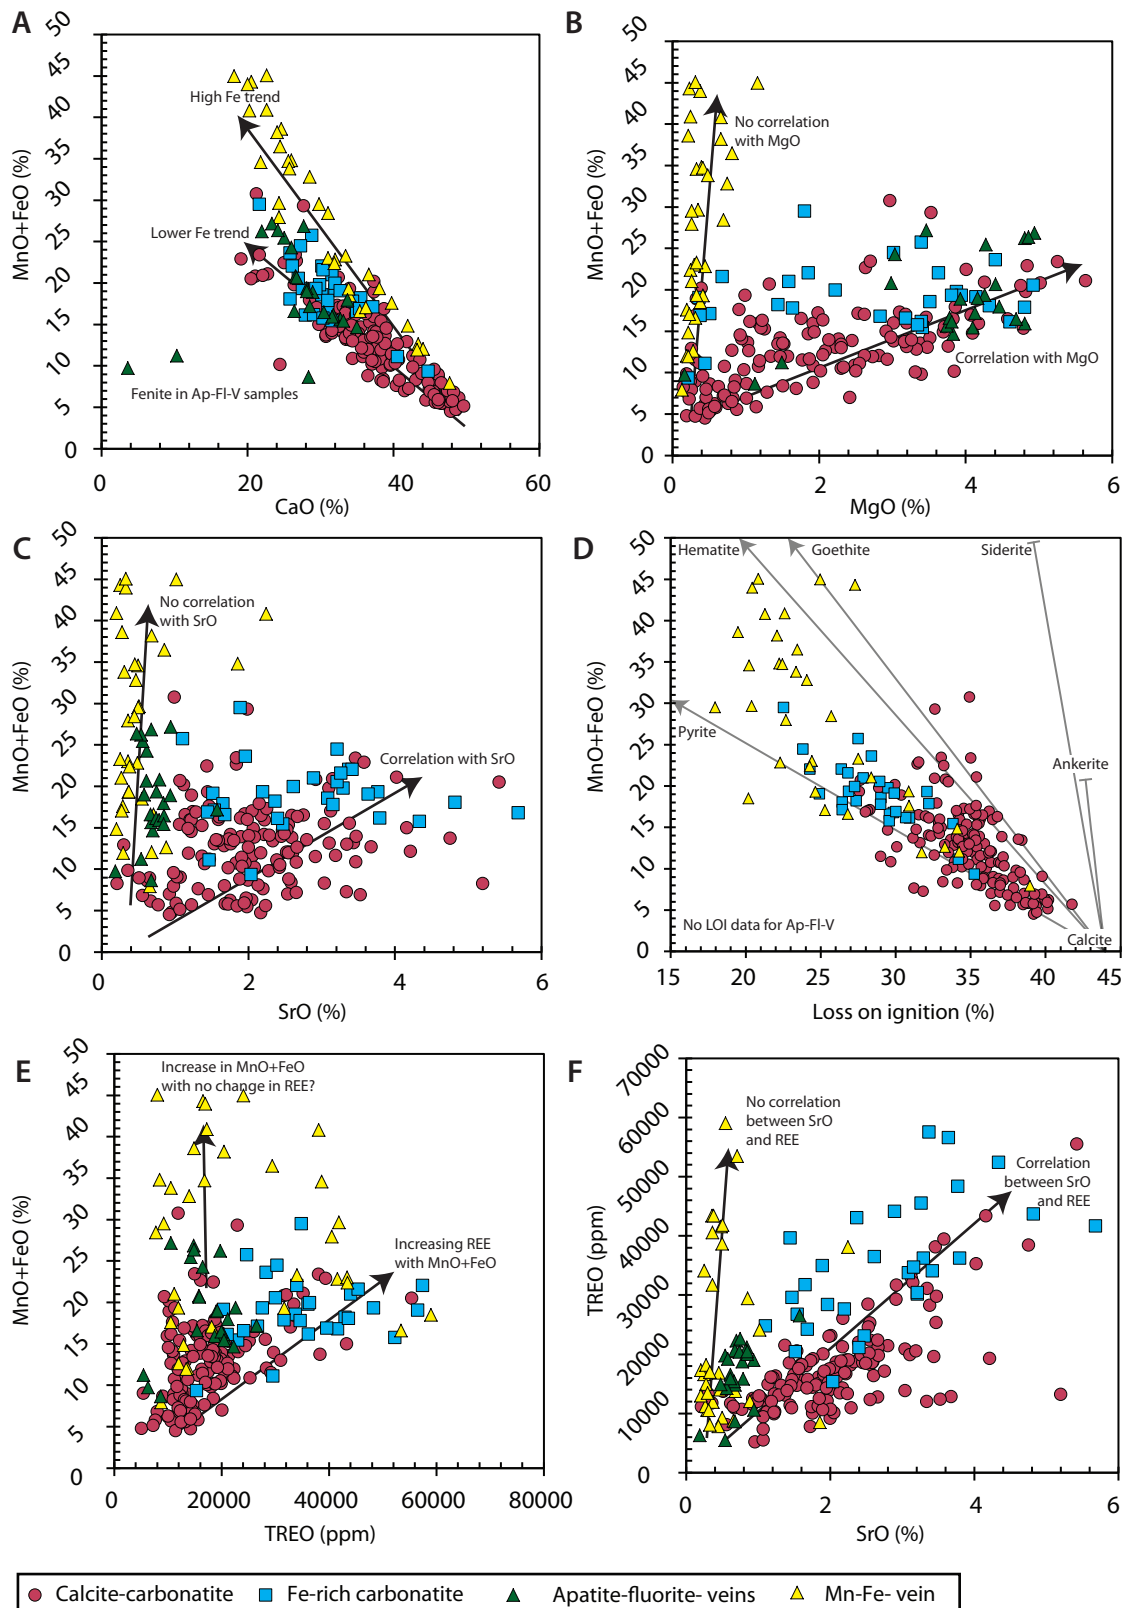 A
MnO+FeO (%)
50
45
40
35
30
25
20
15
10
5
0
High Fe trend
Lower Fe trend
Fenite in Ap-Fl-V samples
0 20 40 60
CaO (%)
B
MnO+FeO (%)
50
45
40
35
30
25
20
15
10
5
0
No correlation
with MgO
Correlation with MgO
0 2 4 6
MgO (%)
C
MnO+FeO (%)
50
45
40
35
30
25
20
15
10
5
0
No correlation
with SrO
Correlation with SrO
0 2 4 6
SrO (%)
D
MnO+FeO (%)
50
45
40
35
30
25
20
15
10
5
0
Hematite
Goethite
Siderite
Pyrite
Ankerite
No LOI data for Ap-Fl-V
Calcite
15 20 25 30 35 40 45
Loss on ignition (%)
E
MnO+FeO (%)
50
45
40
35
30
25
20
15
10
5
0
Increase in MnO+FeO
with no change in REE?
Increasing REE
with MnO+FeO
0 20000 40000 60000 80000
TREO (ppm)
F
TREO (ppm)
70000
60000
50000
40000
30000
20000
10000
0
No correlation
between SrO
and REE
Correlation
between SrO
and REE
0 2 4 6
SrO (%)
Calcite-carbonatite Fe-rich carbonatite Apatite-fluorite- veins Mn-Fe- vein